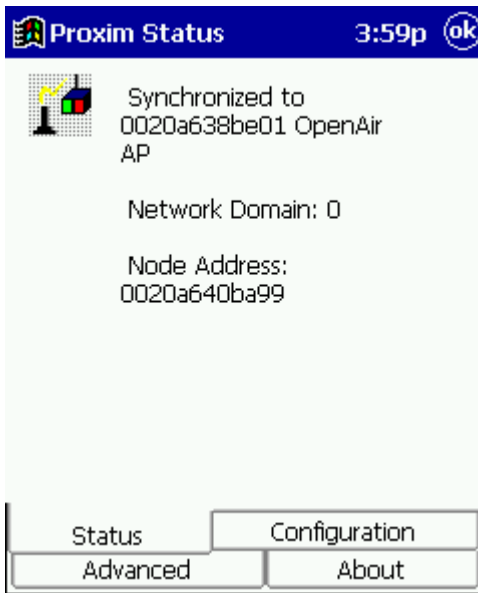 Proxim Status 3:59p ok
Synchronized to
0020a638be01 OpenAir
AP
Network Domain: 0
Node Address:
0020a640ba99
Status Configuration
Advanced About